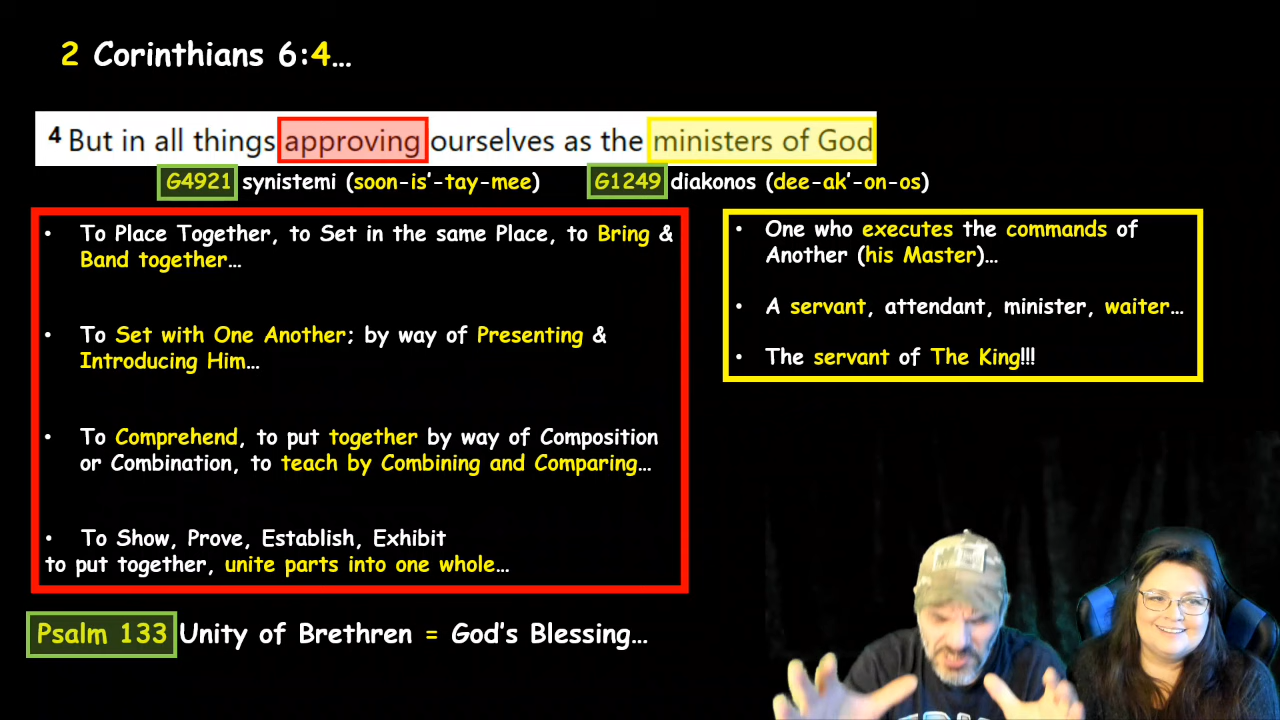 2 Corinthians 6:4...
4 But in all things approving ourselves as the ministers of God
G4921 synistemi (soon-is'-tay-mee) G1249 diakonos (dee-ak'-on-os)
• To Place Together, to Set in the same Place, to Bring &
Band together...
• To Set with One Another; by way of Presenting &
Introducing Him...
• To Comprehend, to put together by way of Composition
or Combination, to teach by Combining and Comparing...
• To Show, Prove, Establish, Exhibit
to put together, unite parts into one whole...
• One who executes the commands of
Another (his Master)...
• A servant, attendant, minister, waiter...
• The servant of The King!!!
Psalm 133 Unity of Brethren = God's Blessing...